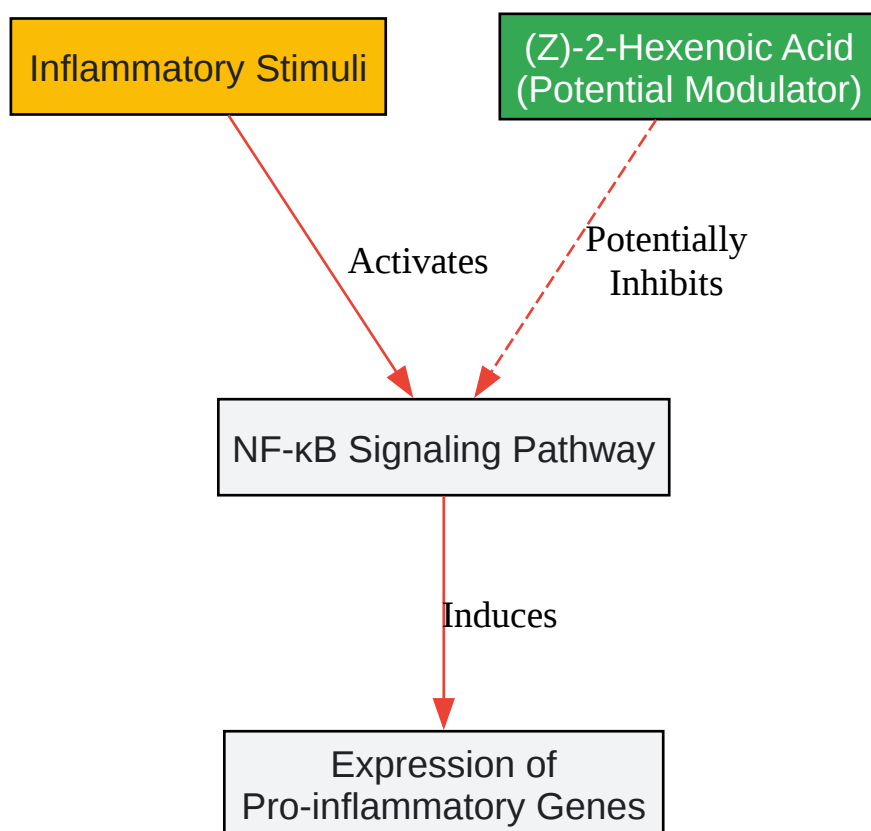 Inflammatory Stimuli
(Z)-2-Hexenoic Acid
(Potential Modulator)
Activates
Potentially
Inhibits
NF-κB Signaling Pathway
Induces
Expression of
Pro-inflammatory Genes